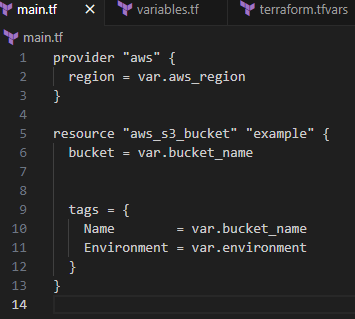 main.tf variables.tf terraform.tfvars
main.tf
1 provider "aws" {
2   region = var.aws_region
3 }
4
5 resource "aws_s3_bucket" "example" {
6   bucket = var.bucket_name
7
8
9   tags = {
10     Name        = var.bucket_name
11     Environment = var.environment
12   }
13 }
14